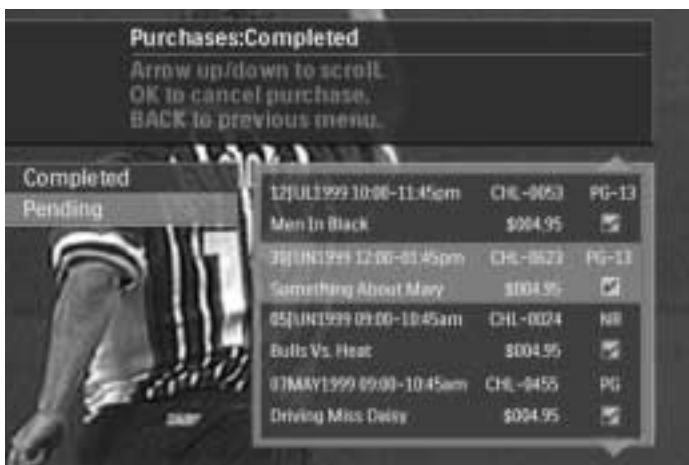 Purchases:Completed
Arrow up/down to scroll.
OK to cancel purchase.
BACK to previous menu.
Completed
Pending
12JUL1999 10:00-11:45pm CHL-0053 PG-13
Men In Black $004.95
30JUN1999 12:00-01:45pm CHL-0623 PG-13
Something About Mary $004.95
05JUN1999 09:00-10:45am CHL-0024 NR
Bulls Vs. Heat $004.95
07MAY1999 09:00-10:45am CHL-0455 PG
Driving Miss Daisy $004.95